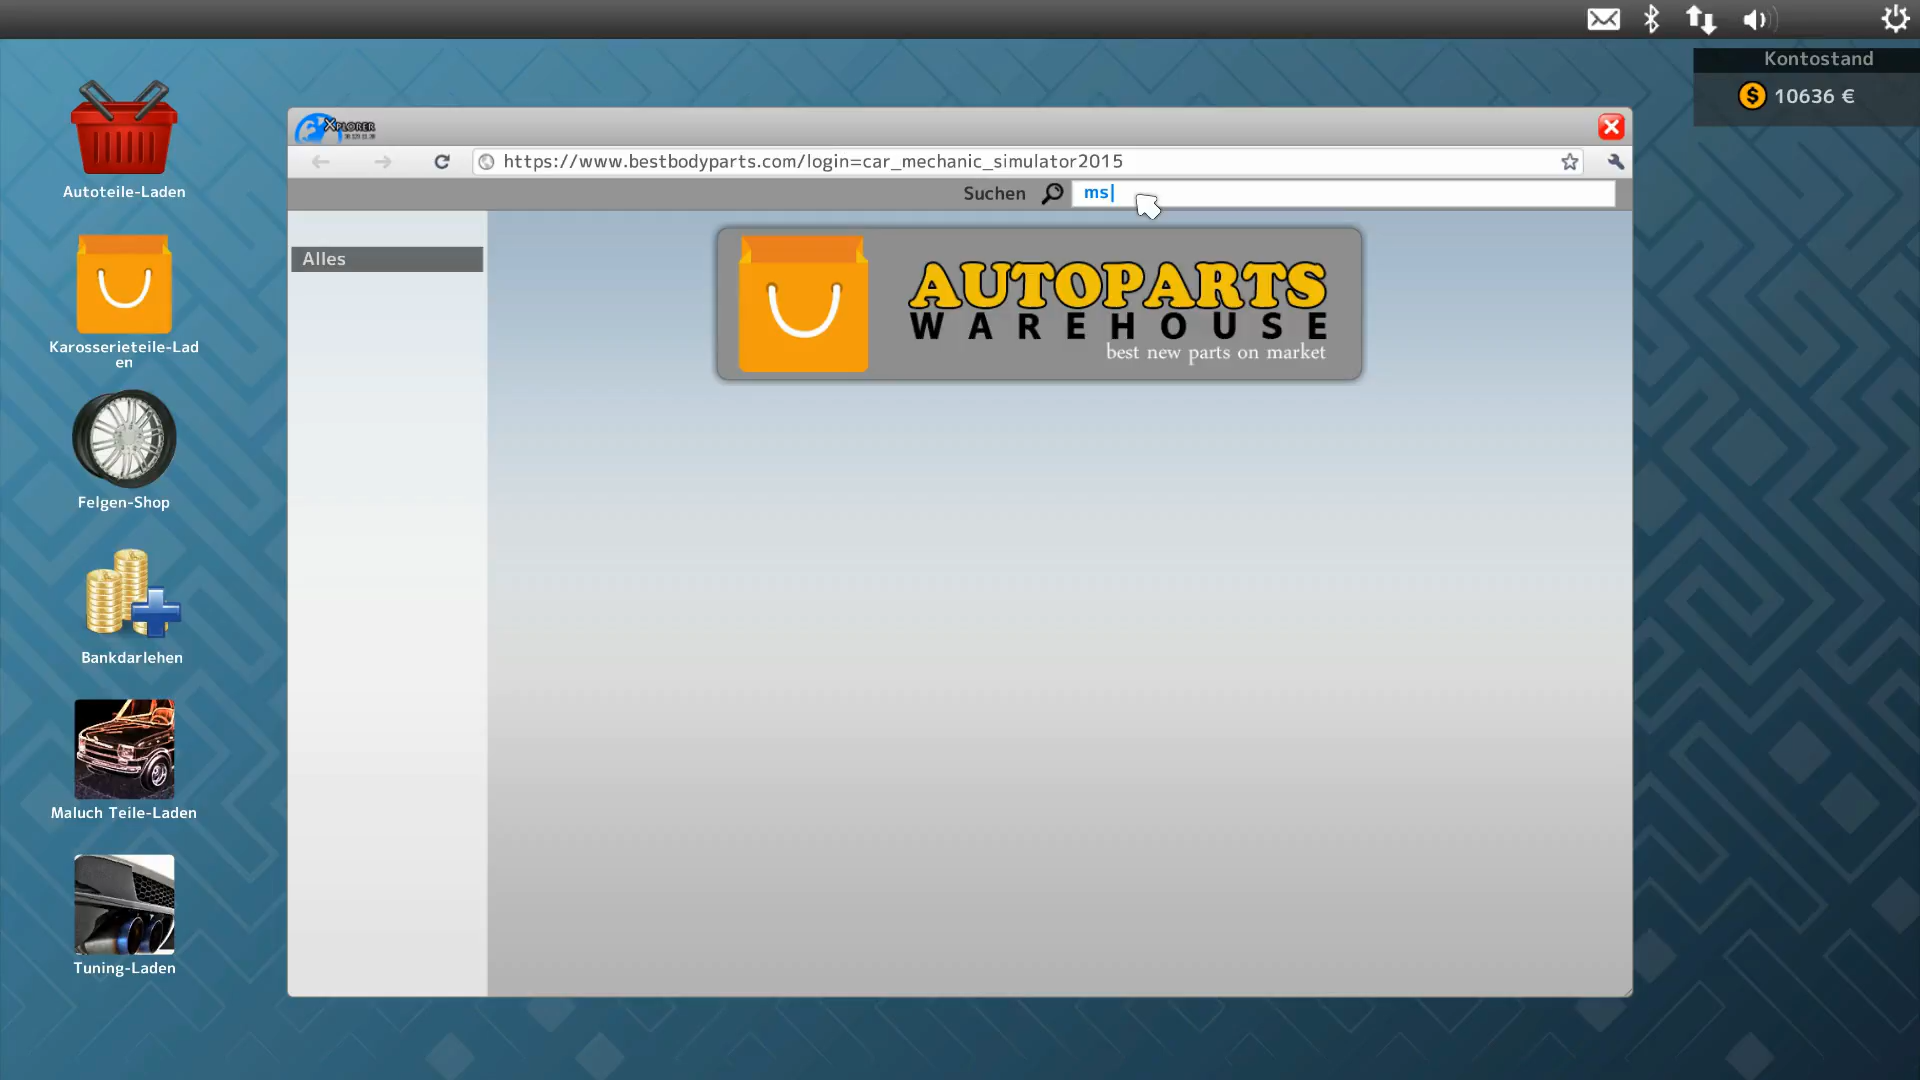 Kontostand
10636 €
Autoteile-Laden
Karosserieteile-Lad
en
Felgen-Shop
Bankdarlehen
Maluch Teile-Laden
Tuning-Laden
XPLORER
https://www.bestbodyparts.com/login=car_mechanic_simulator2015
Suchen ms
Alles
AUTOPARTS
WAREHOUSE
best new parts on market